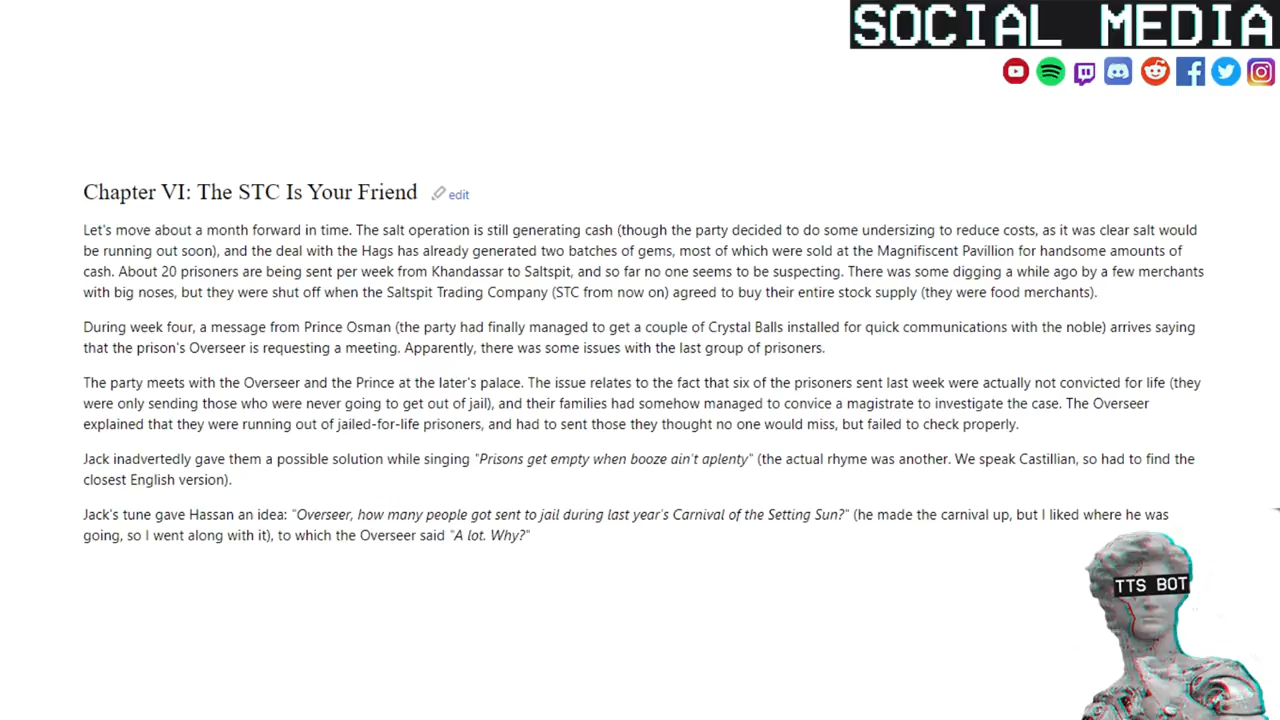 SOCIAL MEDIA
Chapter VI: The STC Is Your Friend edit
Let's move about a month forward in time. The salt operation is still generating cash (though the party decided to do some undersizing to reduce costs, as it was clear salt would
be running out soon), and the deal with the Hags has already generated two batches of gems, most of which were sold at the Magnifiscent Pavillion for handsome amounts of
cash. About 20 prisoners are being sent per week from Khandassar to Saltspit, and so far no one seems to be suspecting. There was some digging a while ago by a few merchants
with big noses, but they were shut off when the Saltspit Trading Company (STC from now on) agreed to buy their entire stock supply (they were food merchants).
During week four, a message from Prince Osman (the party had finally managed to get a couple of Crystal Balls installed for quick communications with the noble) arrives saying
that the prison's Overseer is requesting a meeting. Apparently, there was some issues with the last group of prisoners.
The party meets with the Overseer and the Prince at the later's palace. The issue relates to the fact that six of the prisoners sent last week were actually not convicted for life (they
were only sending those who were never going to get out of jail), and their families had somehow managed to convice a magistrate to investigate the case. The Overseer
explained that they were running out of jailed-for-life prisoners, and had to sent those they thought no one would miss, but failed to check properly.
Jack inadvertedly gave them a possible solution while singing "Prisons get empty when booze ain't aplenty" (the actual rhyme was another. We speak Castillian, so had to find the
closest English version).
Jack's tune gave Hassan an idea: "Overseer, how many people got sent to jail during last year's Carnival of the Setting Sun?" (he made the carnival up, but I liked where he was
going, so I went along with it), to which the Overseer said "A lot. Why?"
TTS BOT